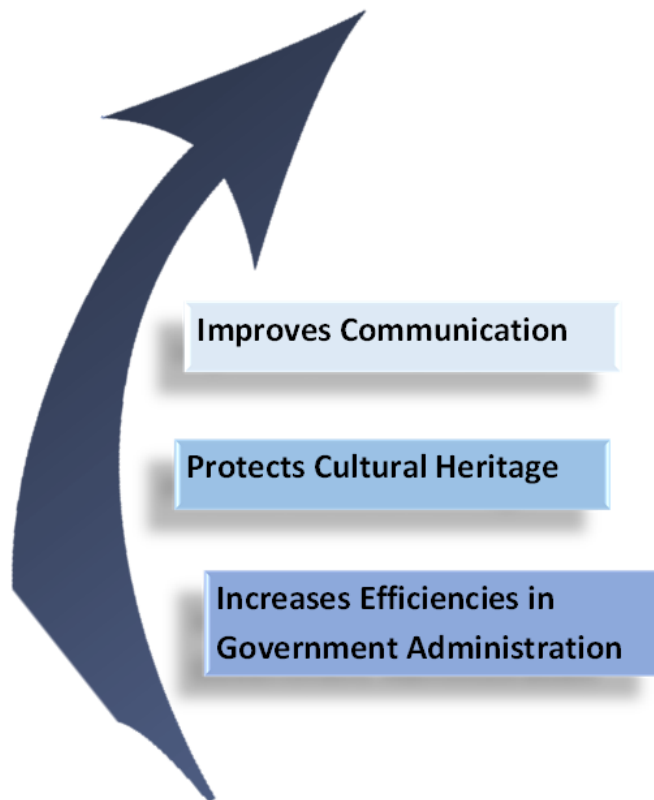 Improves Communication
Protects Cultural Heritage
Increases Efficiencies in
Government Administration